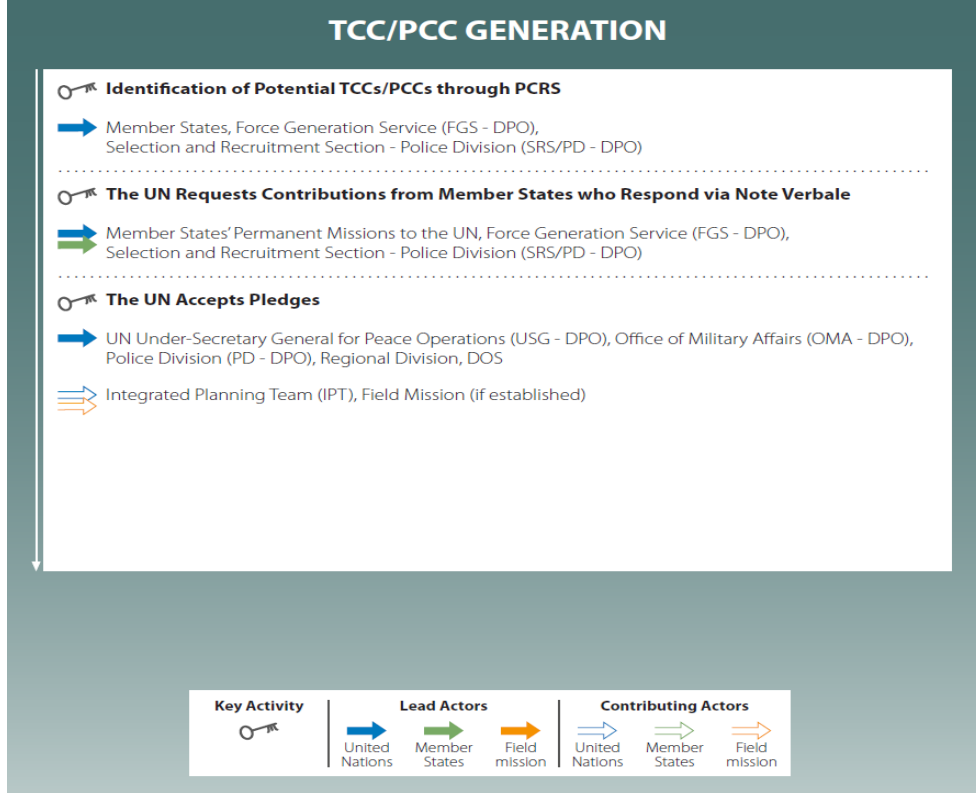 TCC/PCC GENERATION
Identification of Potential TCCs/PCCs through PCRS
Member States, Force Generation Service (FGS - DPO),
Selection and Recruitment Section - Police Division (SRS/PD - DPO)
The UN Requests Contributions from Member States who Respond via Note Verbale
Member States’ Permanent Missions to the UN, Force Generation Service (FGS - DPO),
Selection and Recruitment Section - Police Division (SRS/PD - DPO)
The UN Accepts Pledges
UN Under-Secretary General for Peace Operations (USG - DPO), Office of Military Affairs (OMA - DPO),
Police Division (PD - DPO), Regional Division, DOS
Integrated Planning Team (IPT), Field Mission (if established)
Key Activity
Lead Actors
United
Nations
Member
States
Field
mission
Contributing Actors
United
Nations
Member
States
Field
mission